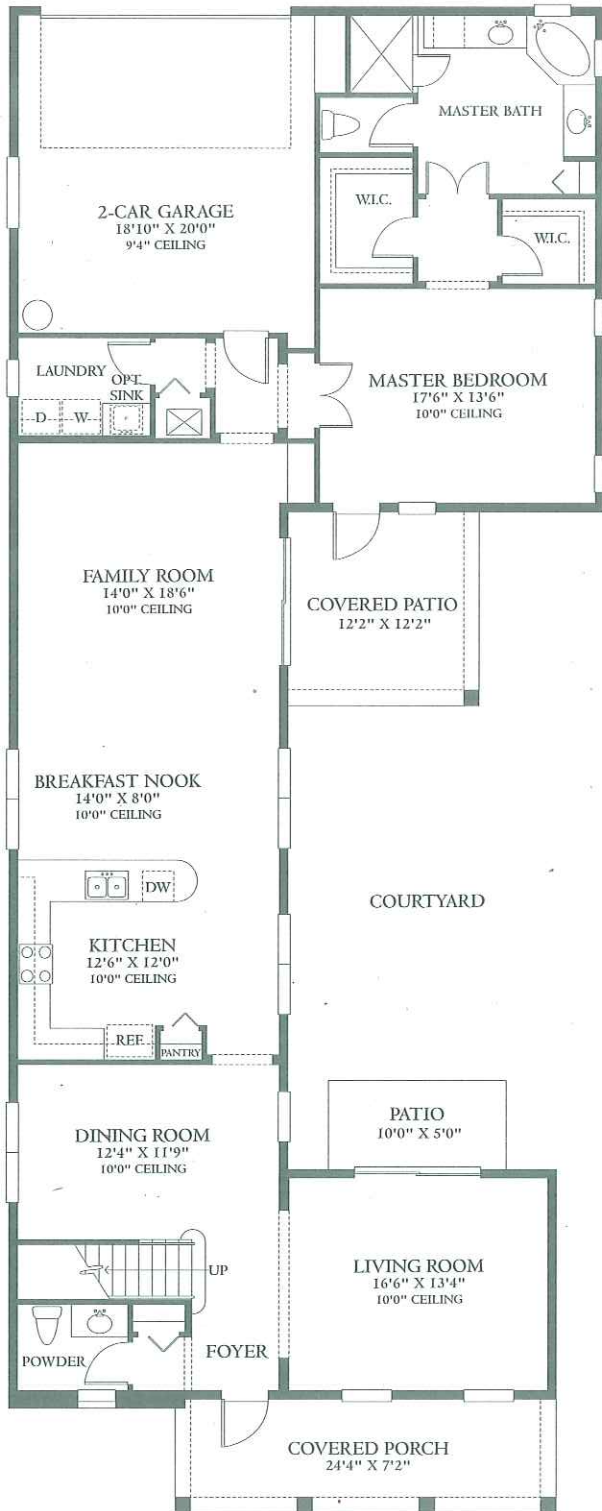 MASTER BATH
W.I.C.
W.I.C.
2-CAR GARAGE
18'10" X 20'0"
9'4" CEILING
LAUNDRY
OPT.
SINK
D
W
MASTER BEDROOM
17'6" X 13'6"
10'0" CEILING
FAMILY ROOM
14'0" X 18'6"
10'0" CEILING
COVERED PATIO
12'2" X 12'2"
BREAKFAST NOOK
14'0" X 8'0"
10'0" CEILING
DW
COURTYARD
KITCHEN
12'6" X 12'0"
10'0" CEILING
REF.
PANTRY
PATIO
10'0" X 5'0"
DINING ROOM
12'4" X 11'9"
10'0" CEILING
UP
LIVING ROOM
16'6" X 13'4"
10'0" CEILING
POWDER
FOYER
COVERED PORCH
24'4" X 7'2"